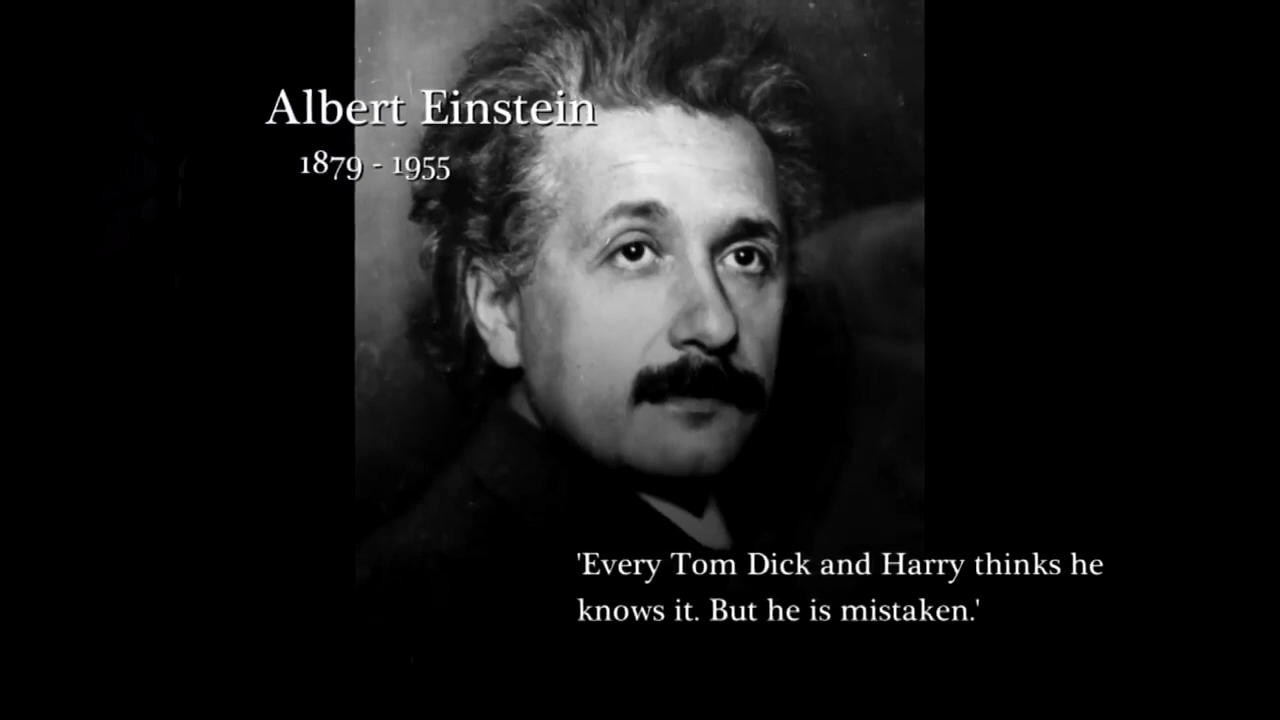 Albert Einstein
1879 - 1955
'Every Tom Dick and Harry thinks he
knows it. But he is mistaken.'